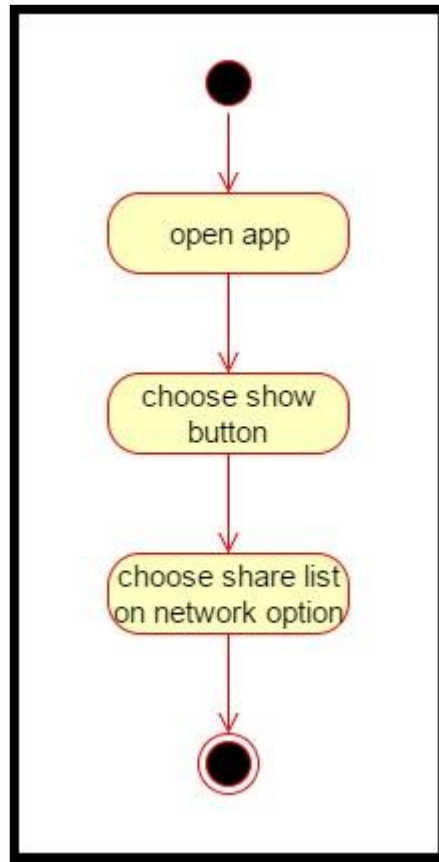 open app
choose show
button
choose share list
on network option